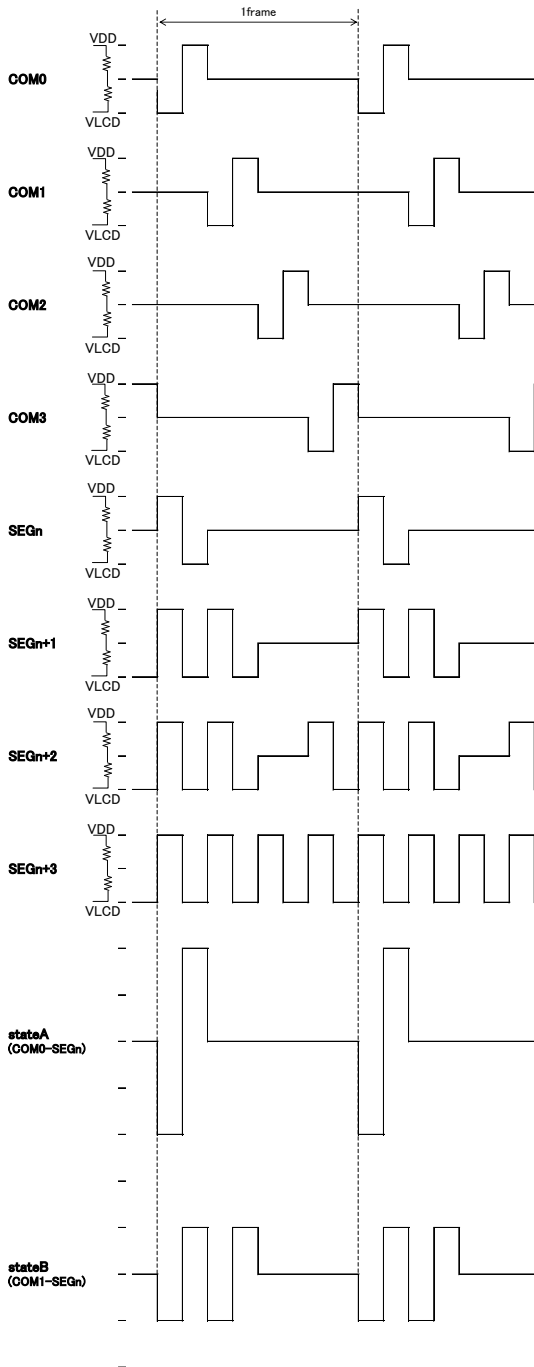 1frame
VDD
COM0
VLCD
VDD
COM1
VLCD
VDD
COM2
VLCD
VDD
COM3
VLCD
VDD
SEGn
VLCD
VDD
SEGn+1
VLCD
VDD
SEGn+2
VLCD
VDD
SEGn+3
VLCD
stateA
(COM0-SEGn)
stateB
(COM1-SEGn)